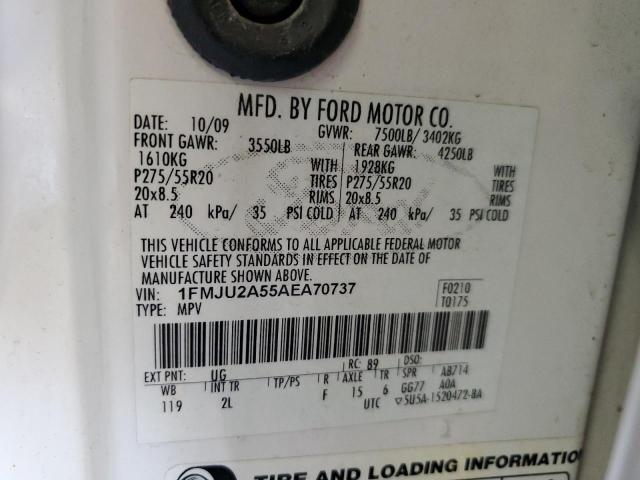 MFD. BY FORD MOTOR CO.
DATE: 10/09 GVWR: 7500LB/ 3402KG
FRONT GAWR: 3550LB REAR GAWR: 4250LB
1610KG WITH 1928KG WITH
P275/55R20 TIRES P275/55R20 TIRES
20x8.5 RIMS 20x8.5 RIMS
AT 240 kPa/ 35 PSI COLD AT 240 kPa/ 35 PSI COLD
THIS VEHICLE CONFORMS TO ALL APPLICABLE FEDERAL MOTOR
VEHICLE SAFETY STANDARDS IN EFFECT ON THE DATE OF
MANUFACTURE SHOWN ABOVE.
VIN: 1FMJU2A55AEA70737 F0210
TYPE: MPV T0175
EXT PNT: UG RC: 89 DSO:
WB INT TR TP/PS R AXLE TR SPR AB714
119 2L F 15 6 GG77 A0A
UTC 5U5A-1520472-BA
TIRE AND LOADING INFORMATIO